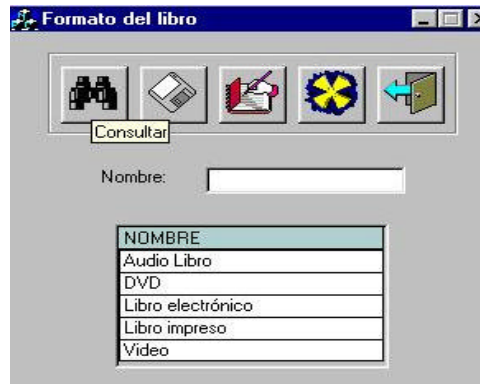 Formato del libro
Consultar
Nombre:
NOMBRE
Audio Libro
DVD
Libro electrónico
Libro impreso
Video